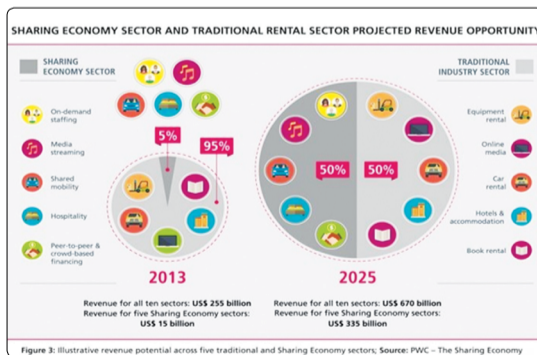 SHARING ECONOMY SECTOR AND TRADITIONAL RENTAL SECTOR PROJECTED REVENUE OPPORTUNITY
SHARING
ECONOMY SECTOR
TRADITIONAL
INDUSTRY SECTOR
On-demand
staffing
Media
streaming
Shared
mobility
Hospitality
Peer-to-peer &
crowd-based
financing
5%
95%
50%
50%
Equipment
rental
Online
media
Car
rental
Hotels &
accommodation
Book rental
2013
2025
Revenue for all ten sectors: US$ 255 billion
Revenue for five Sharing Economy sectors:
US$ 15 billion
Revenue for all ten sectors: US$ 670 billion
Revenue for five Sharing Economy sectors:
US$ 335 billion
Figure 3: Illustrative revenue potential across five traditional and Sharing Economy sectors; Source: PWC – The Sharing Economy